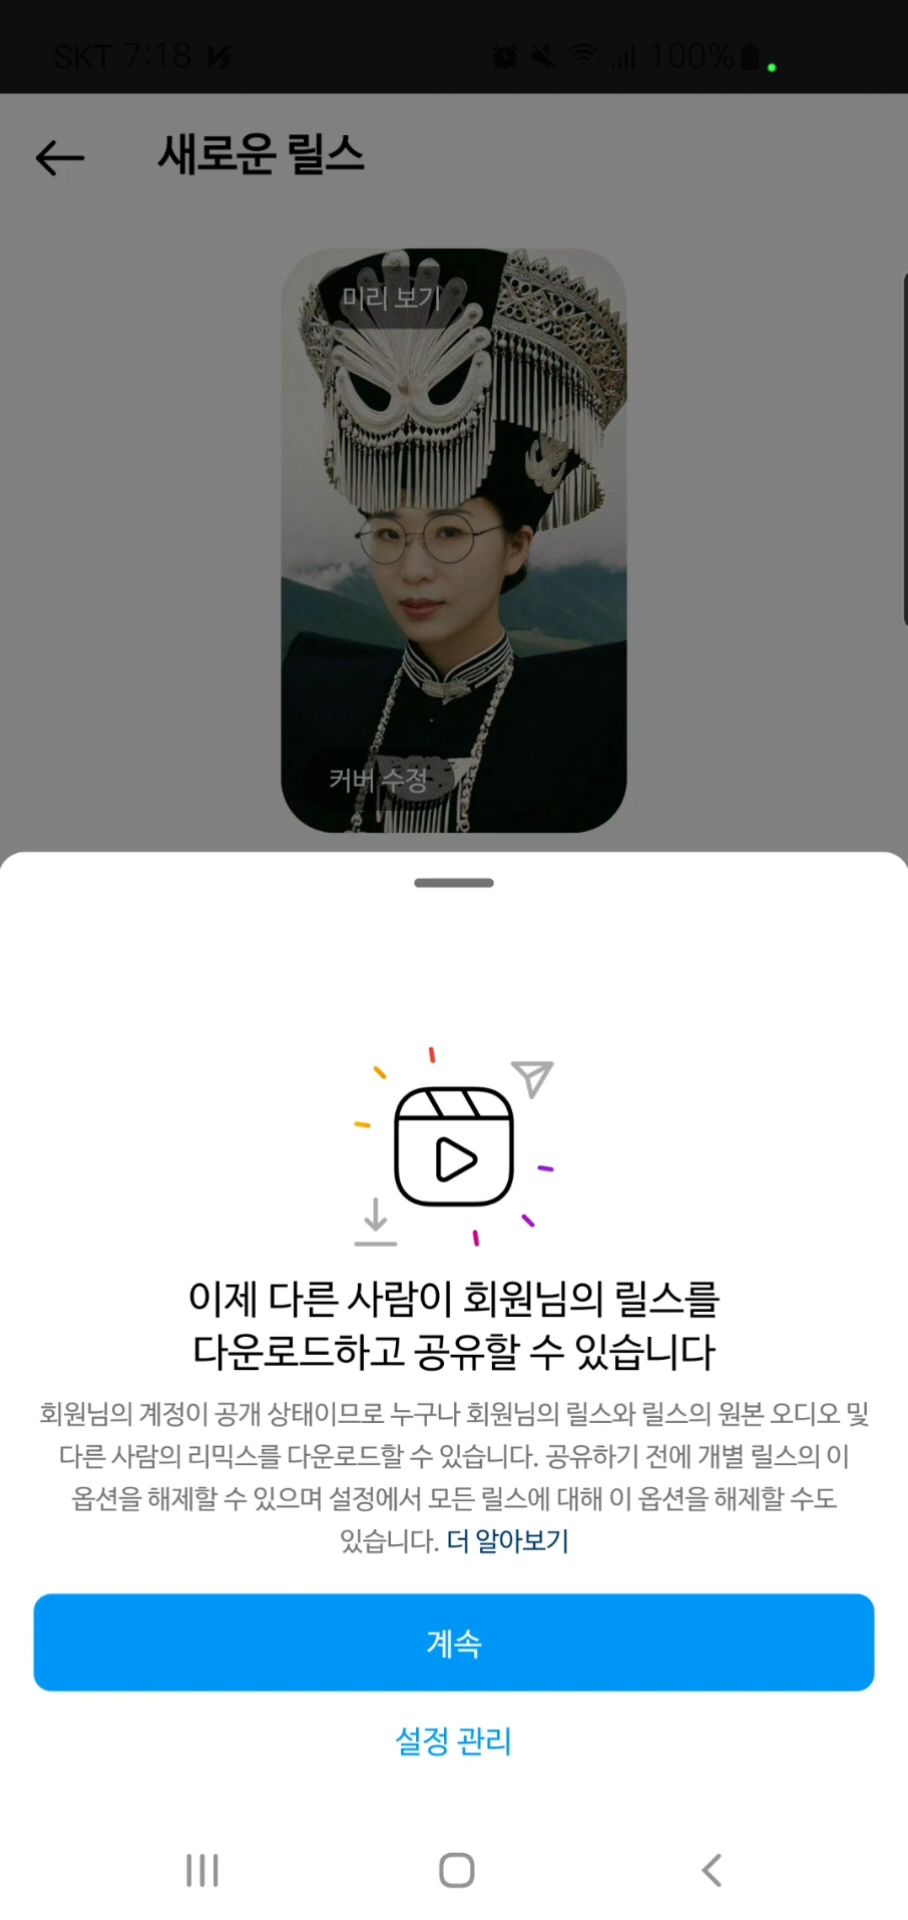 SKT 7:18
100%
새로운 릴스
미리 보기
커버 수정
이제 다른 사람이 회원님의 릴스를
다운로드하고 공유할 수 있습니다
회원님의 계정이 공개 상태이므로 누구나 회원님의 릴스와 릴스의 원본 오디오 및
다른 사람의 리믹스를 다운로드할 수 있습니다. 공유하기 전에 개별 릴스의 이
옵션을 해제할 수 있으며 설정에서 모든 릴스에 대해 이 옵션을 해제할 수도
있습니다. 더 알아보기
계속
설정 관리